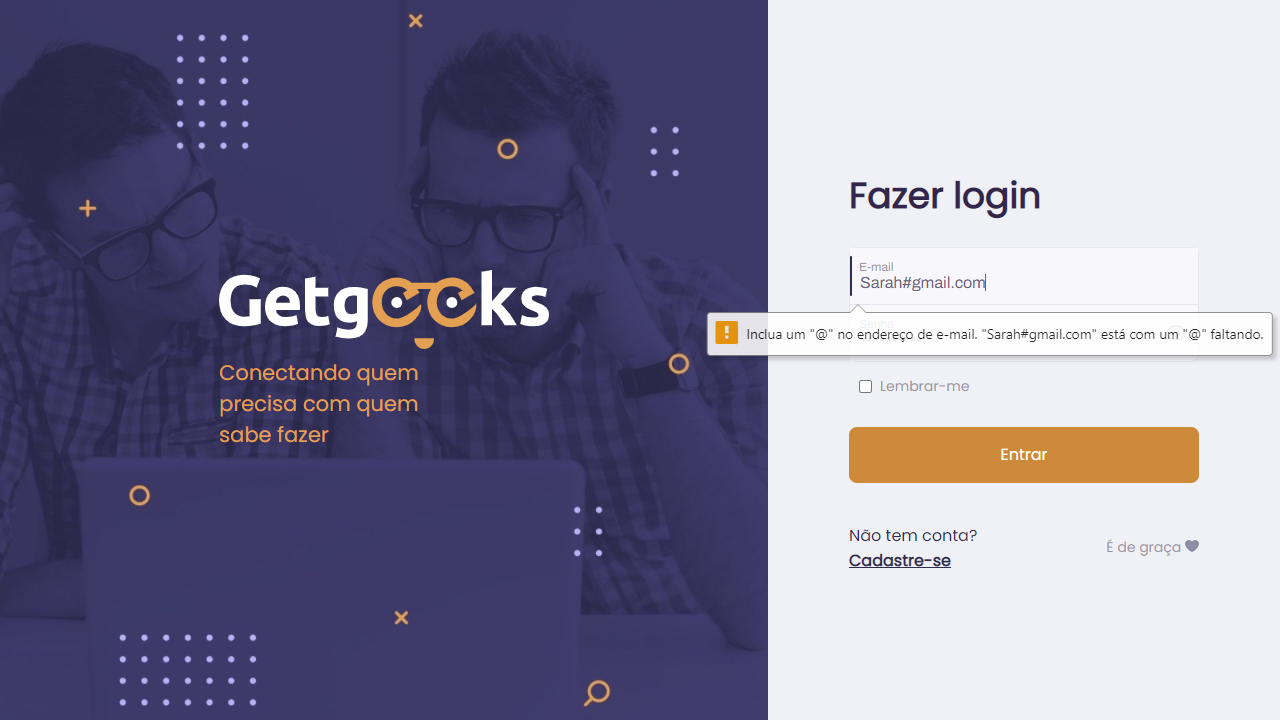 Getgeeks
Conectando quem
precisa com quem
sabe fazer
Fazer login
E-mail
Sarah#gmail.com
Inclua um "@" no endereço de e-mail. "Sarah#gmail.com" está com um "@" faltando.
Lembrar-me
Entrar
Não tem conta?
Cadastre-se
É de graça